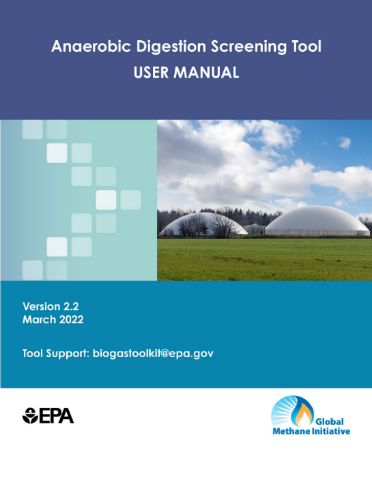 Anaerobic Digestion Screening Tool
USER MANUAL
Version 2.2
March 2022
Tool Support: biogastoolkit@epa.gov
EPA
Global
Methane Initiative